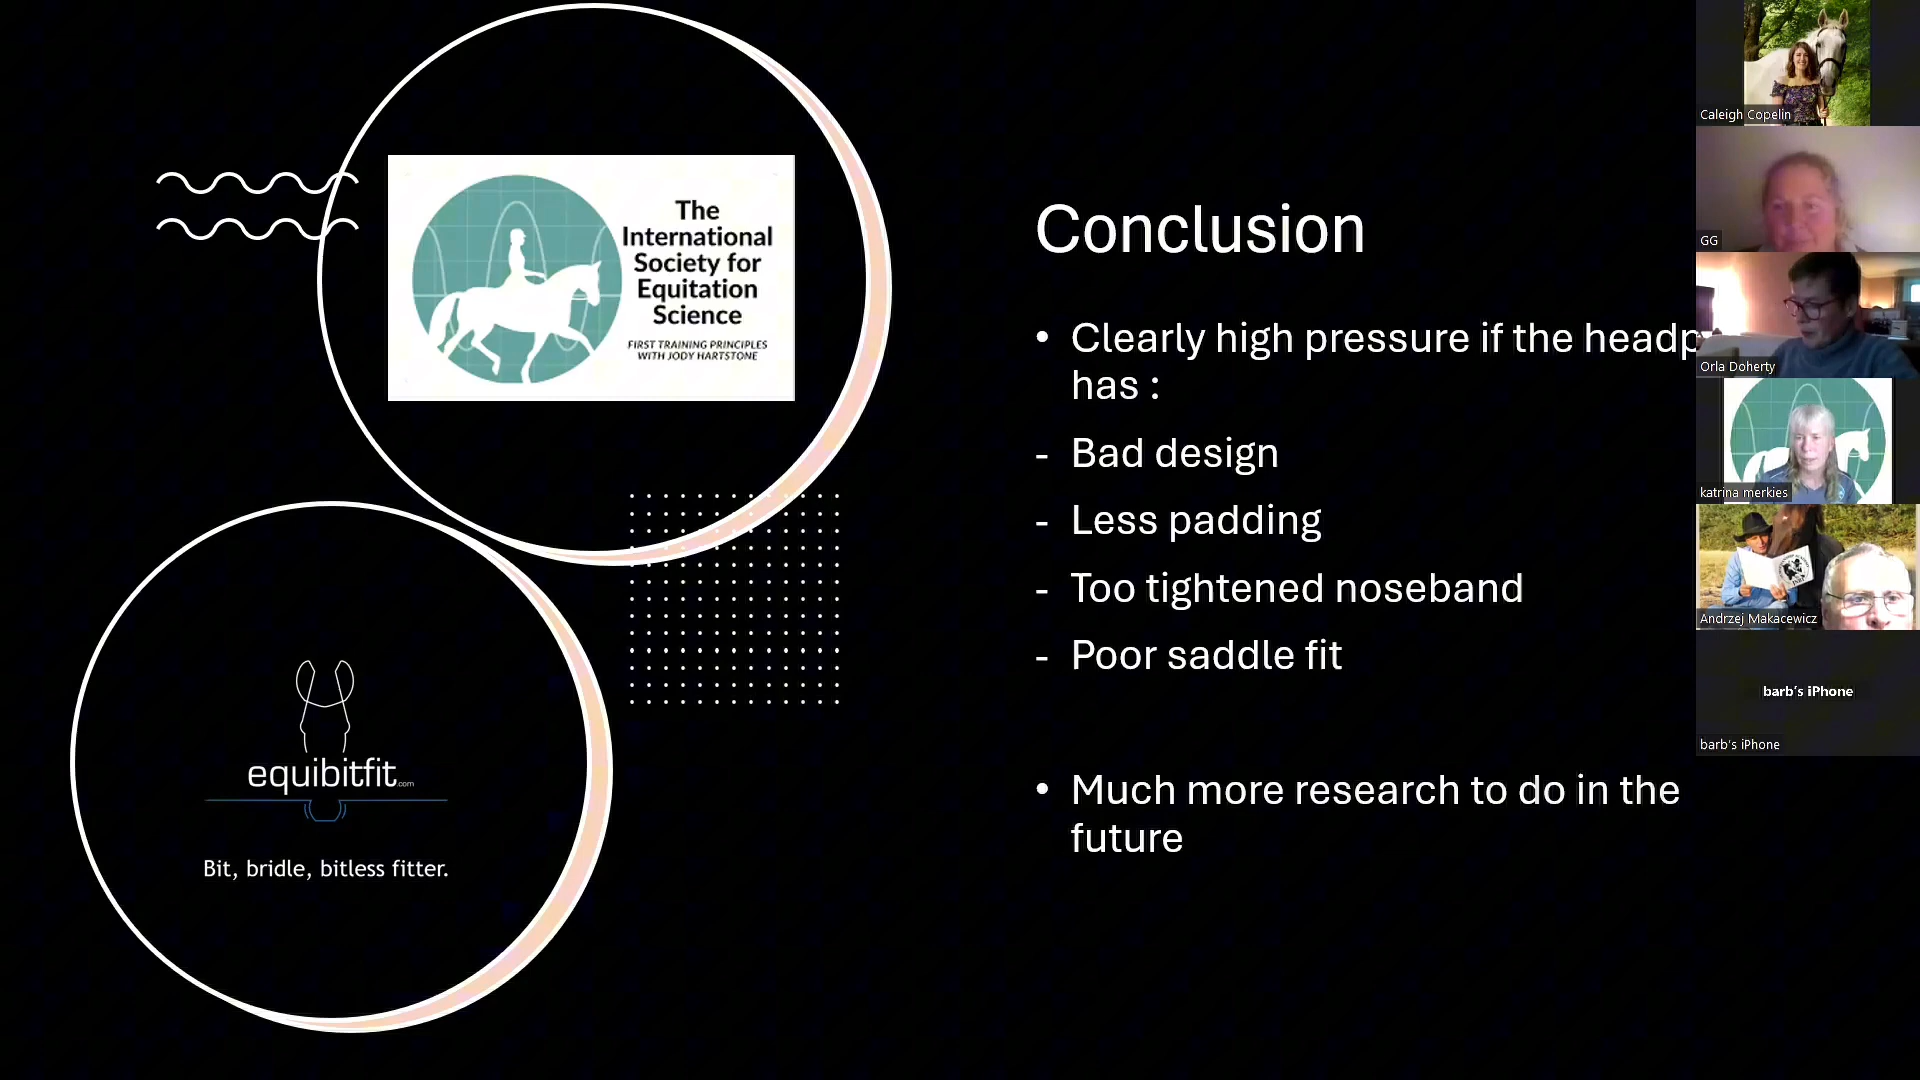 The
International
Society for
Equitation
Science
FIRST TRAINING PRINCIPLES
WITH JODY HARTSTONE
equibitfit.com
Bit, bridle, bitless fitter.
Conclusion
• Clearly high pressure if the headp
has :
- Bad design
- Less padding
- Too tightened noseband
- Poor saddle fit
• Much more research to do in the
future
Caleigh Copelin
GG
Orla Doherty
katrina merkies
Andrzej Makacewicz
barb's iPhone
barb's iPhone